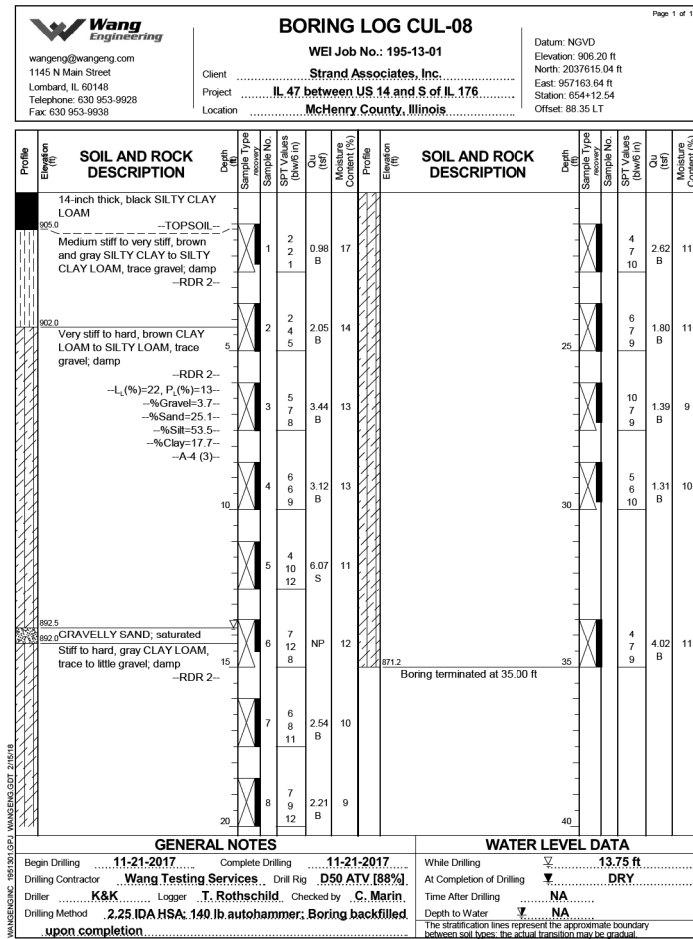 Page 1 of 1
Wang
Engineering
wangeng@wangeng.com
1145 N Main Street
Lombard, IL 60148
Telephone: 630 953-9928
Fax: 630 953-9938
BORING LOG CUL-08
WEI Job No.: 195-13-01
Client Strand Associates, Inc.
Project IL 47 between US 14 and S of IL 176
Location McHenry County, Illinois
Datum: NGVD
Elevation: 906.20 ft
North: 2037615.04 ft
East: 957163.64 ft
Station: 654+12.54
Offset: 88.35 LT
Profile
Elevation (ft)
SOIL AND ROCK
DESCRIPTION
Depth (ft)
Sample Type
recovery
Sample No.
SPT Values (blw/6 in)
Qu (tsf)
Moisture Content (%)
Profile
Elevation (ft)
SOIL AND ROCK
DESCRIPTION
Depth (ft)
Sample Type
recovery
Sample No.
SPT Values (blw/6 in)
Qu (tsf)
Moisture Content (%)
14-inch thick, black SILTY CLAY
LOAM
905.0 --TOPSOIL--
Medium stiff to very stiff, brown
and gray SILTY CLAY to SILTY
CLAY LOAM, trace gravel; damp
--RDR 2--
1
2
2
1
0.98
B
17
902.0
Very stiff to hard, brown CLAY
LOAM to SILTY LOAM, trace
gravel; damp
--RDR 2--
5
2
2
4
5
2.05
B
14
--LL(%)=22, PL(%)=13--
--%Gravel=3.7--
--%Sand=25.1--
--%Silt=53.5--
--%Clay=17.7--
--A-4 (3)--
3
5
7
8
3.44
B
13
10
4
6
6
9
3.12
B
13
5
4
10
12
6.07
S
11
892.5
GRAVELLY SAND; saturated
892.0
Stiff to hard, gray CLAY LOAM,
trace to little gravel; damp
--RDR 2--
15
6
7
12
8
NP
12
7
6
8
11
2.54
B
10
20
8
7
9
12
2.21
B
9
4
7
10
2.62
B
11
25
6
7
9
1.80
B
11
10
7
9
1.39
B
9
30
5
6
10
1.31
B
10
35
4
7
9
4.02
B
11
871.2
Boring terminated at 35.00 ft
40
GENERAL NOTES
Begin Drilling 11-21-2017 Complete Drilling 11-21-2017
Drilling Contractor Wang Testing Services Drill Rig D50 ATV [88%]
Driller K&K Logger T. Rothschild Checked by C. Marin
Drilling Method 2.25 IDA HSA; 140 lb autohammer; Boring backfilled
upon completion
WATER LEVEL DATA
While Drilling 13.75 ft
At Completion of Drilling DRY
Time After Drilling NA
Depth to Water NA
The stratification lines represent the approximate boundary
between soil types; the actual transition may be gradual.
WANGENGINC 1951301.GPJ WANGENG.GDT 2/15/18